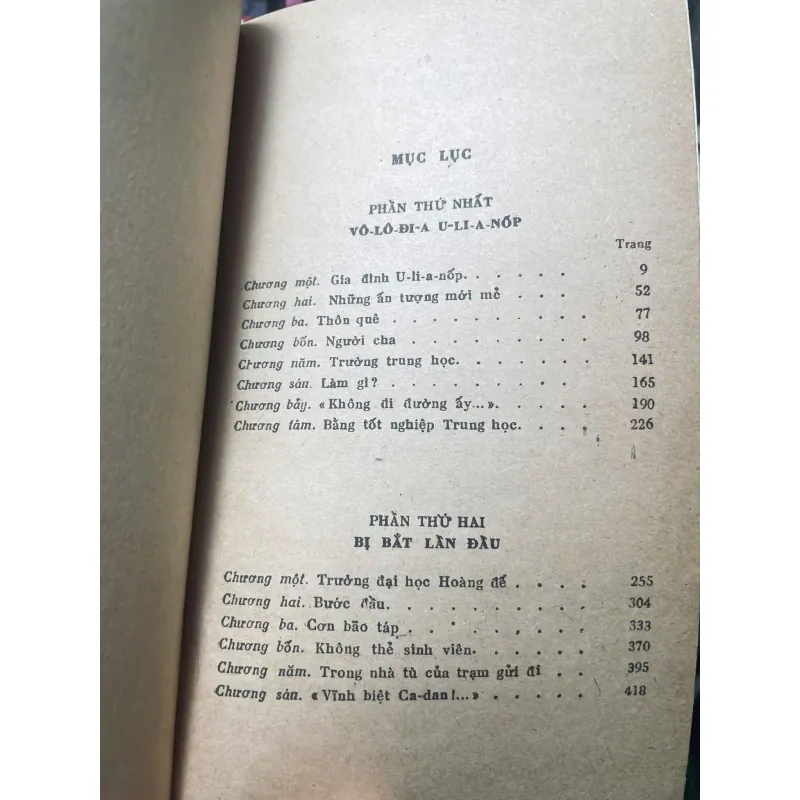 MỤC LỤC
PHẦN THỨ NHẤT
VÔ-LÔ-ĐI-A U-LI-A-NỐP
Trang
Chương một. Gia đình U-li-a-nốp. . . . . . 9
Chương hai. Những ấn tượng mới mẻ . . . 52
Chương ba. Thôn quê . . . . . . . . . 77
Chương bốn. Người cha . . . . . . . . . 98
Chương năm. Trường trung học. . . . . . . 141
Chương sáu. Làm gì? . . . . . . . . . 165
Chương bảy. «Không đi đường ấy...». . . . . 190
Chương tám. Bằng tốt nghiệp Trung học. . . . 226
PHẦN THỨ HAI
BỊ BẮT LẦN ĐẦU
Chương một. Trường đại học Hoàng đế . . . . 255
Chương hai. Bước đầu. . . . . . . . . . 304
Chương ba. Cơn bão táp . . . . . . . . . 333
Chương bốn. Không thẻ sinh viên. . . . . . 370
Chương năm. Trong nhà tù của trạm gửi đi . . 395
Chương sáu. «Vĩnh biệt Ca-dan!...» . . . . . 418